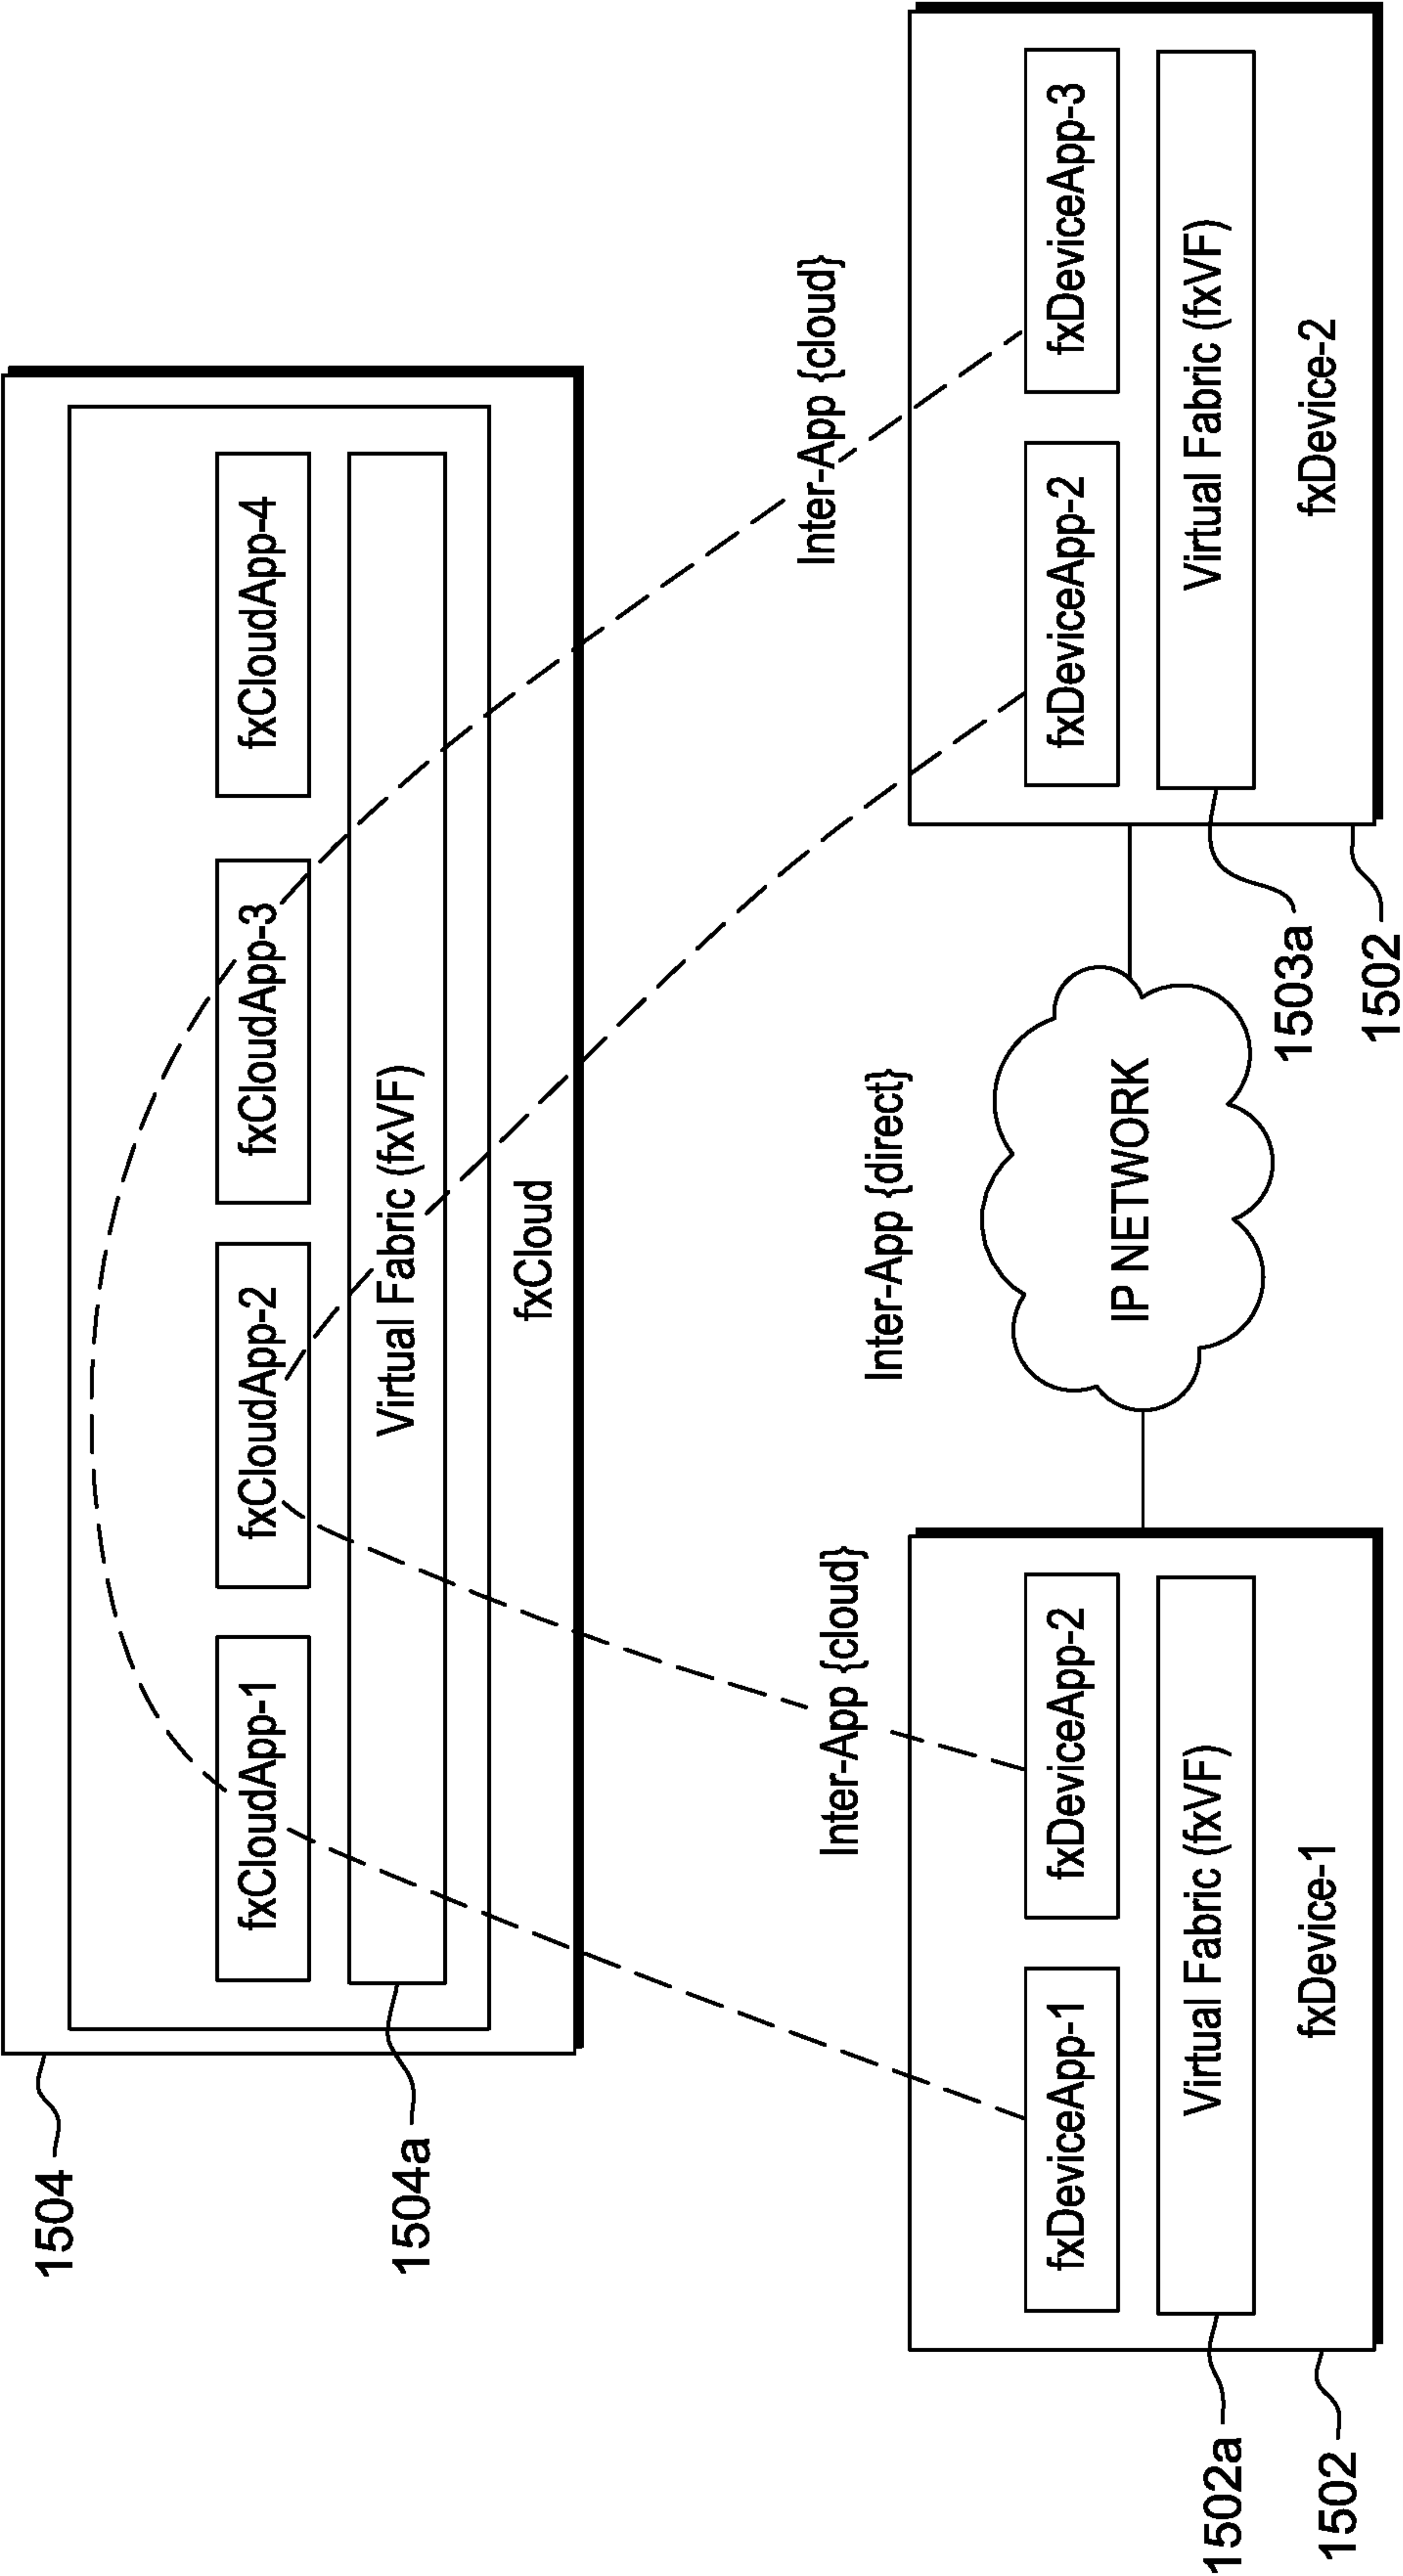 1504
fxCloudApp-1
fxCloudApp-2
fxCloudApp-3
fxCloudApp-4
1504a
Virtual Fabric (fxVF)
fxCloud
Inter-App {cloud}
Inter-App {direct}
Inter-App {cloud}
fxDeviceApp-1
fxDeviceApp-2
IP NETWORK
fxDeviceApp-2
fxDeviceApp-3
1502a
Virtual Fabric (fxVF)
Virtual Fabric (fxVF)
1503a
fxDevice-1
fxDevice-2
1502
1502